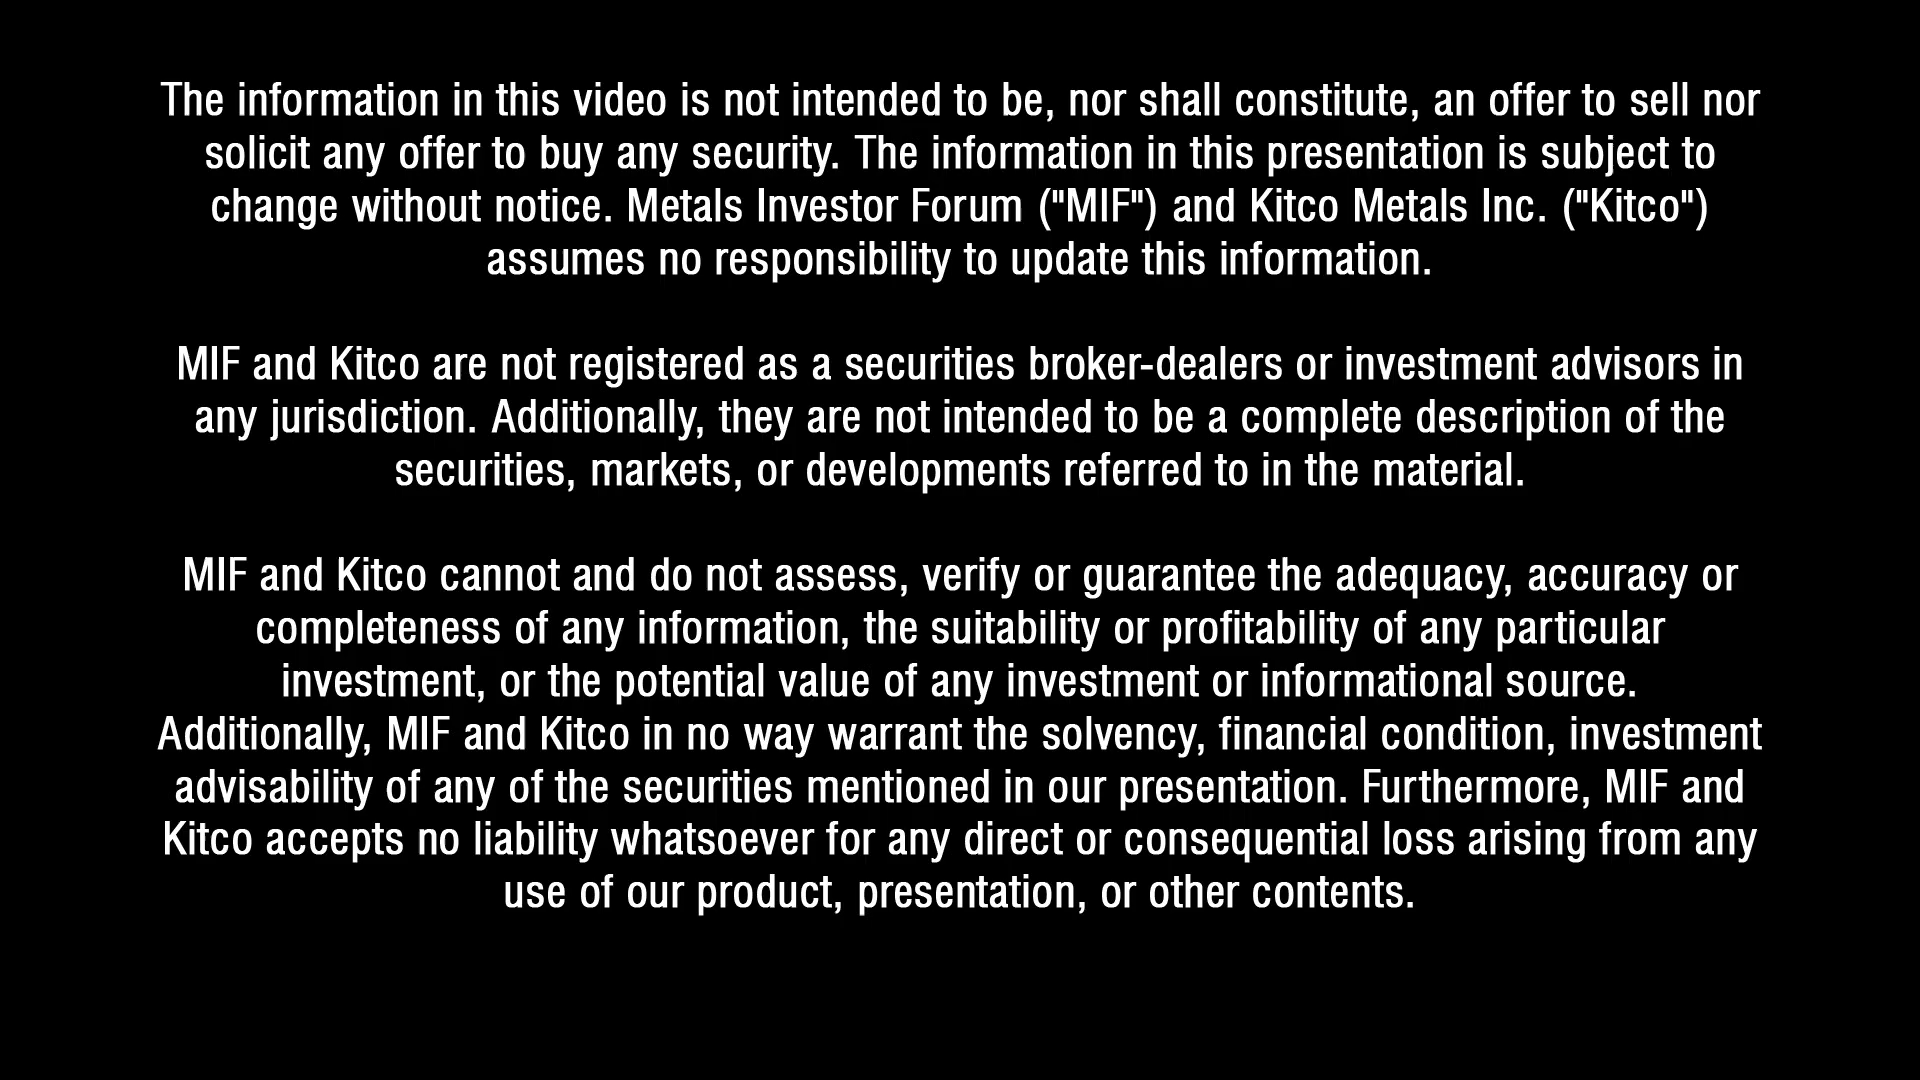 The information in this video is not intended to be, nor shall constitute, an offer to sell nor
solicit any offer to buy any security. The information in this presentation is subject to
change without notice. Metals Investor Forum ("MIF") and Kitco Metals Inc. ("Kitco")
assumes no responsibility to update this information.
MIF and Kitco are not registered as a securities broker-dealers or investment advisors in
any jurisdiction. Additionally, they are not intended to be a complete description of the
securities, markets, or developments referred to in the material.
MIF and Kitco cannot and do not assess, verify or guarantee the adequacy, accuracy or
completeness of any information, the suitability or profitability of any particular
investment, or the potential value of any investment or informational source.
Additionally, MIF and Kitco in no way warrant the solvency, financial condition, investment
advisability of any of the securities mentioned in our presentation. Furthermore, MIF and
Kitco accepts no liability whatsoever for any direct or consequential loss arising from any
use of our product, presentation, or other contents.